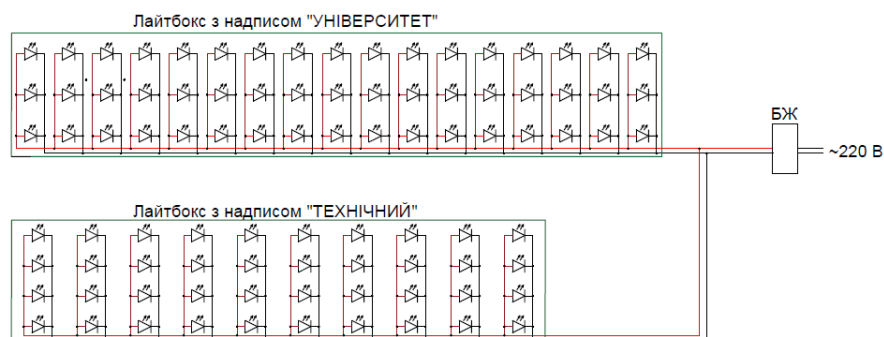 Лайтбокс з надписом "УНІВЕРСИТЕТ"
БЖ
~220 В
Лайтбокс з надписом "ТЕХНІЧНИЙ"